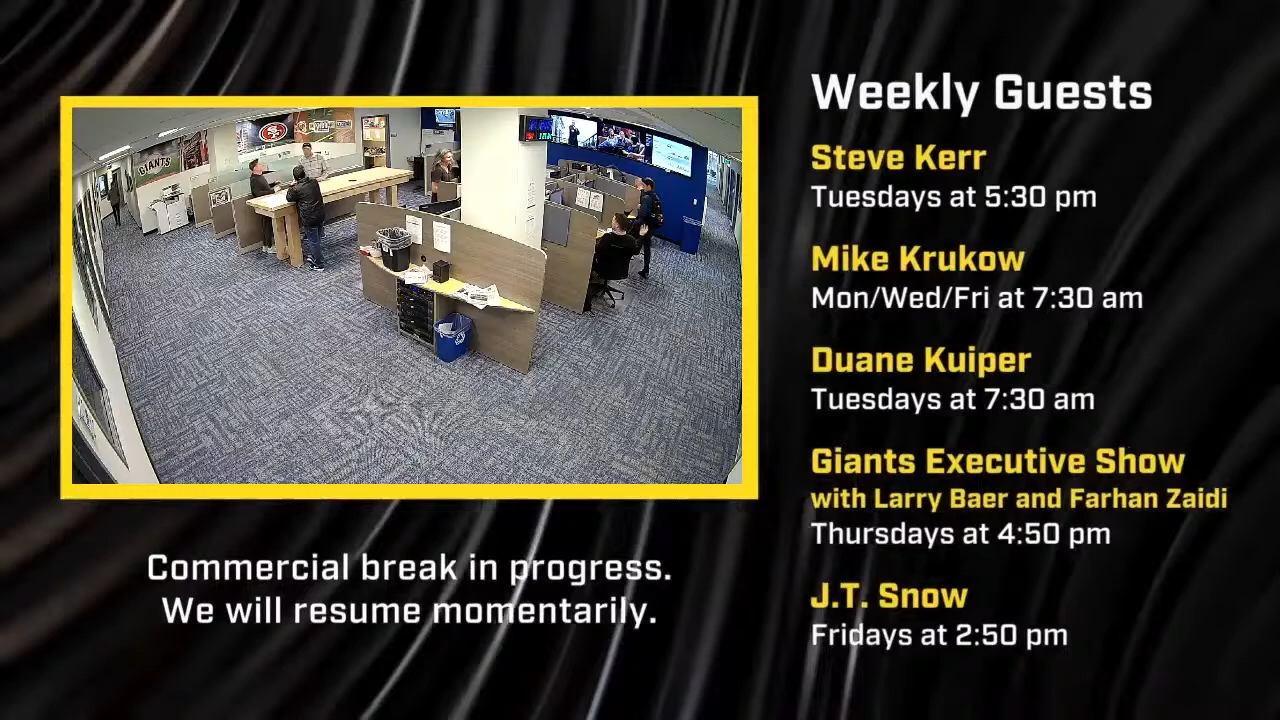 GIANTS
Weekly Guests
Steve Kerr
Tuesdays at 5:30 pm
Mike Krukow
Mon/Wed/Fri at 7:30 am
Duane Kuiper
Tuesdays at 7:30 am
Giants Executive Show
with Larry Baer and Farhan Zaidi
Thursdays at 4:50 pm
J.T. Snow
Fridays at 2:50 pm
Commercial break in progress.
We will resume momentarily.